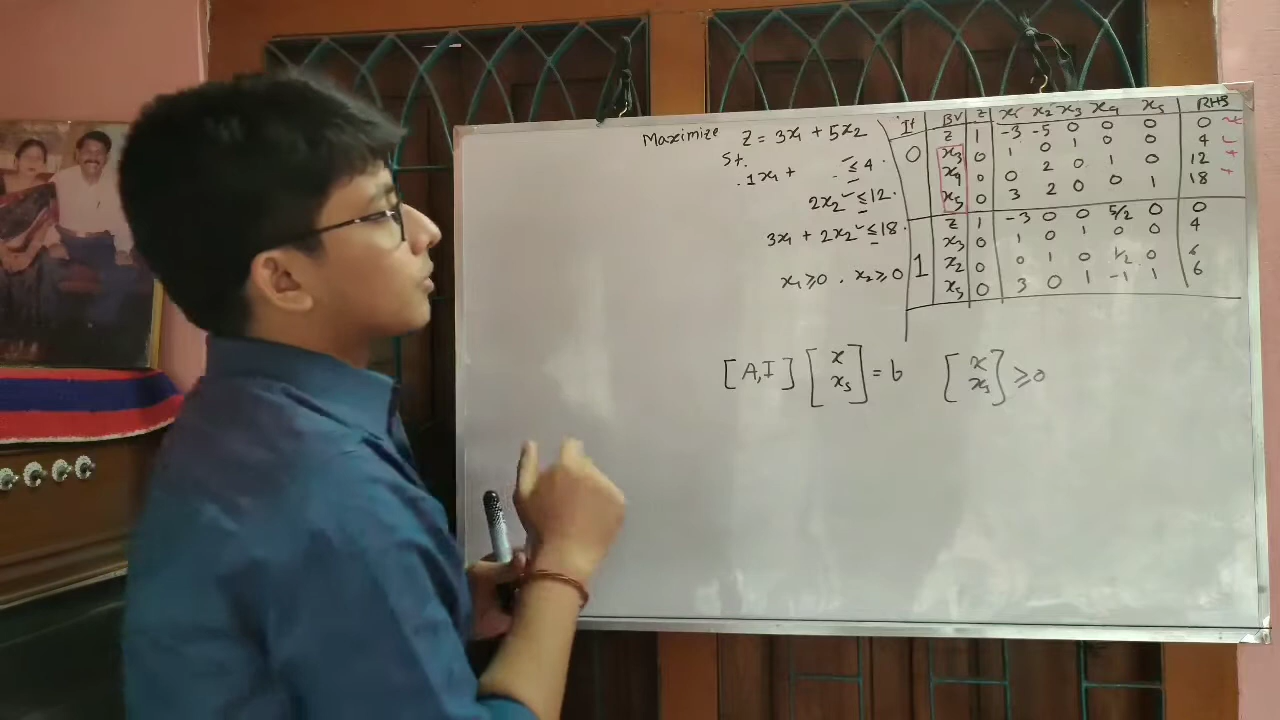 Maximize Z = 3x₁ + 5x₂
St.
1x₁ + ≤ 4
2x₂ ≤ 12
3x₁ + 2x₂ ≤ 18
x₁ ≥ 0 . x₂ ≥ 0
It BV Z x₁ x₂ x₃ x₄ x₅ RHS
0 Z 1 -3 -5 0 0 0 0
x₃ 0 1 0 1 0 0 4
x₄ 0 0 2 0 1 0 12
x₅ 0 3 2 0 0 1 18
1 Z 1 -3 0 0 5/2 0 0
x₃ 0 1 0 1 0 0 4
x₂ 0 0 1 0 1/2 0 6
x₅ 0 3 0 1 -1 1 6
[A,I] [x xₛ] = b [x xₛ] ≥ 0